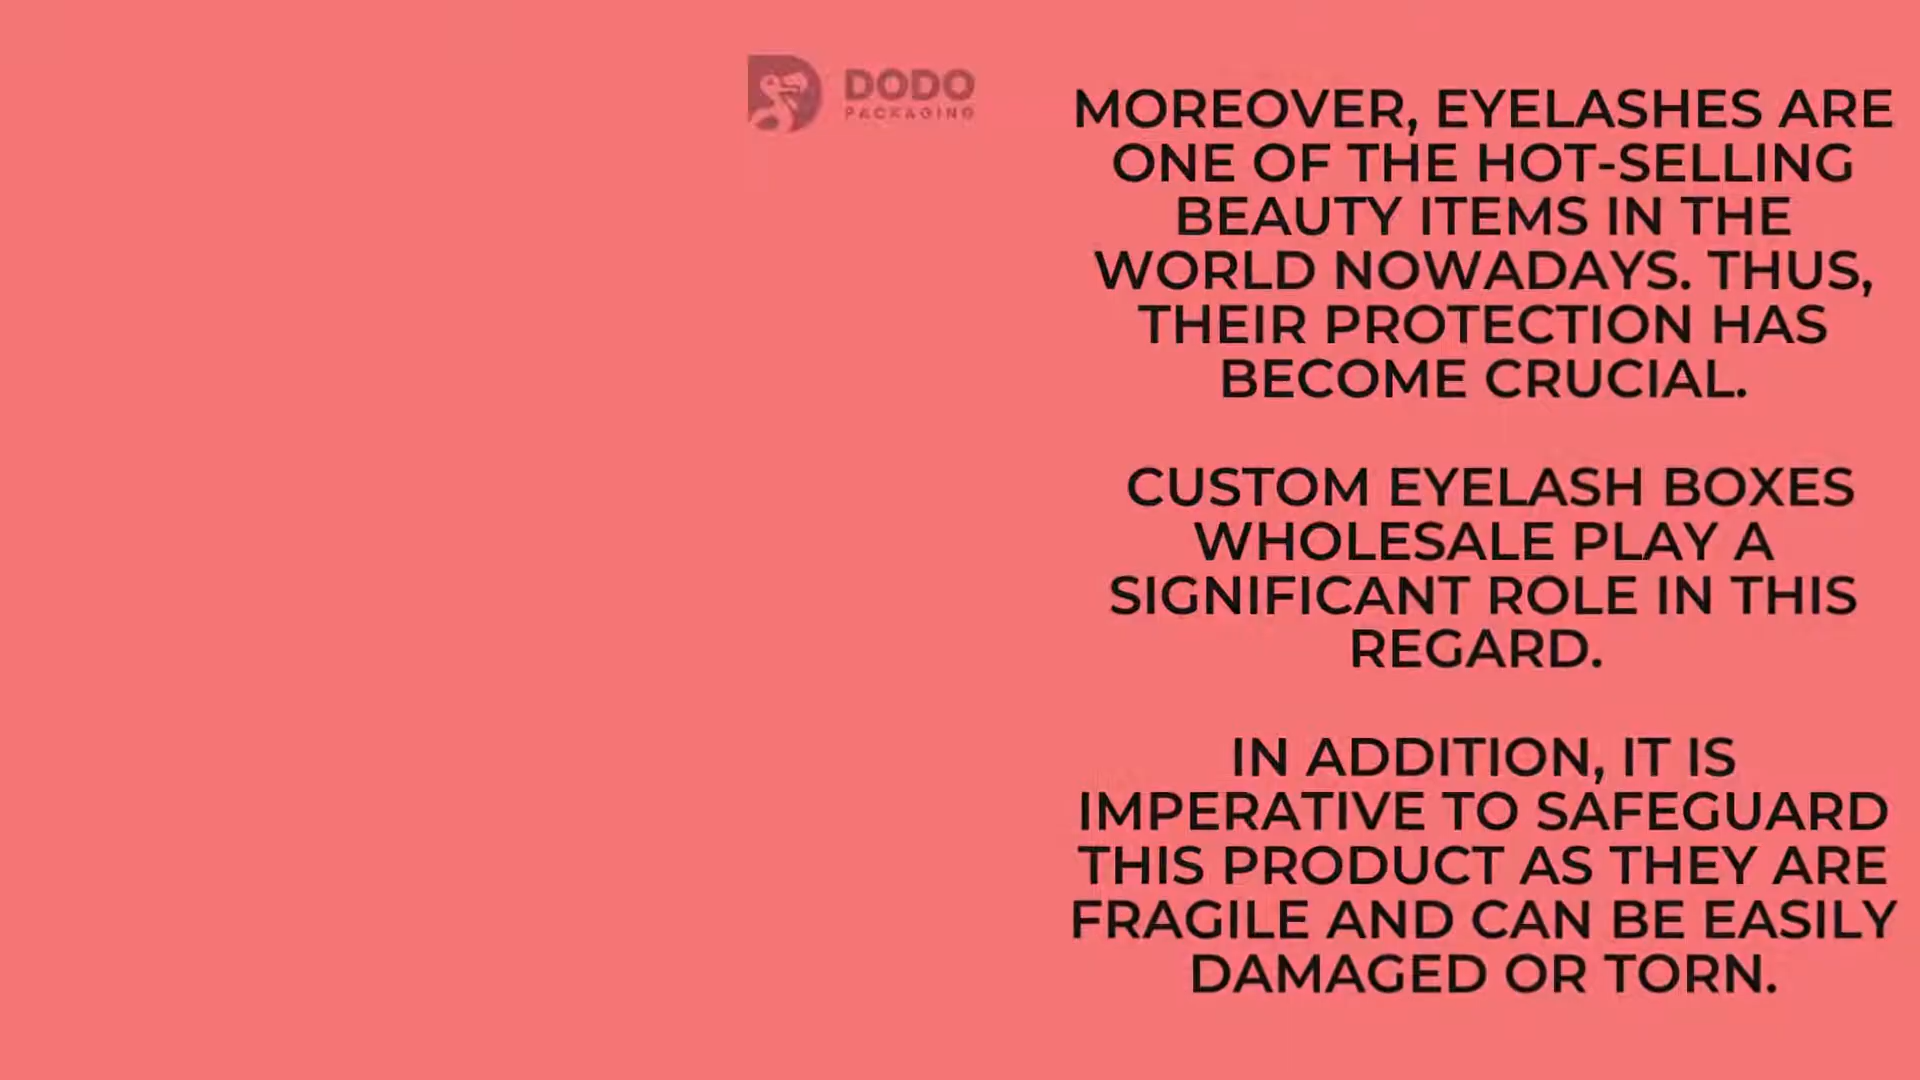 DODO
PACKAGING
MOREOVER, EYELASHES ARE
ONE OF THE HOT-SELLING
BEAUTY ITEMS IN THE
WORLD NOWADAYS. THUS,
THEIR PROTECTION HAS
BECOME CRUCIAL.
CUSTOM EYELASH BOXES
WHOLESALE PLAY A
SIGNIFICANT ROLE IN THIS
REGARD.
IN ADDITION, IT IS
IMPERATIVE TO SAFEGUARD
THIS PRODUCT AS THEY ARE
FRAGILE AND CAN BE EASILY
DAMAGED OR TORN.